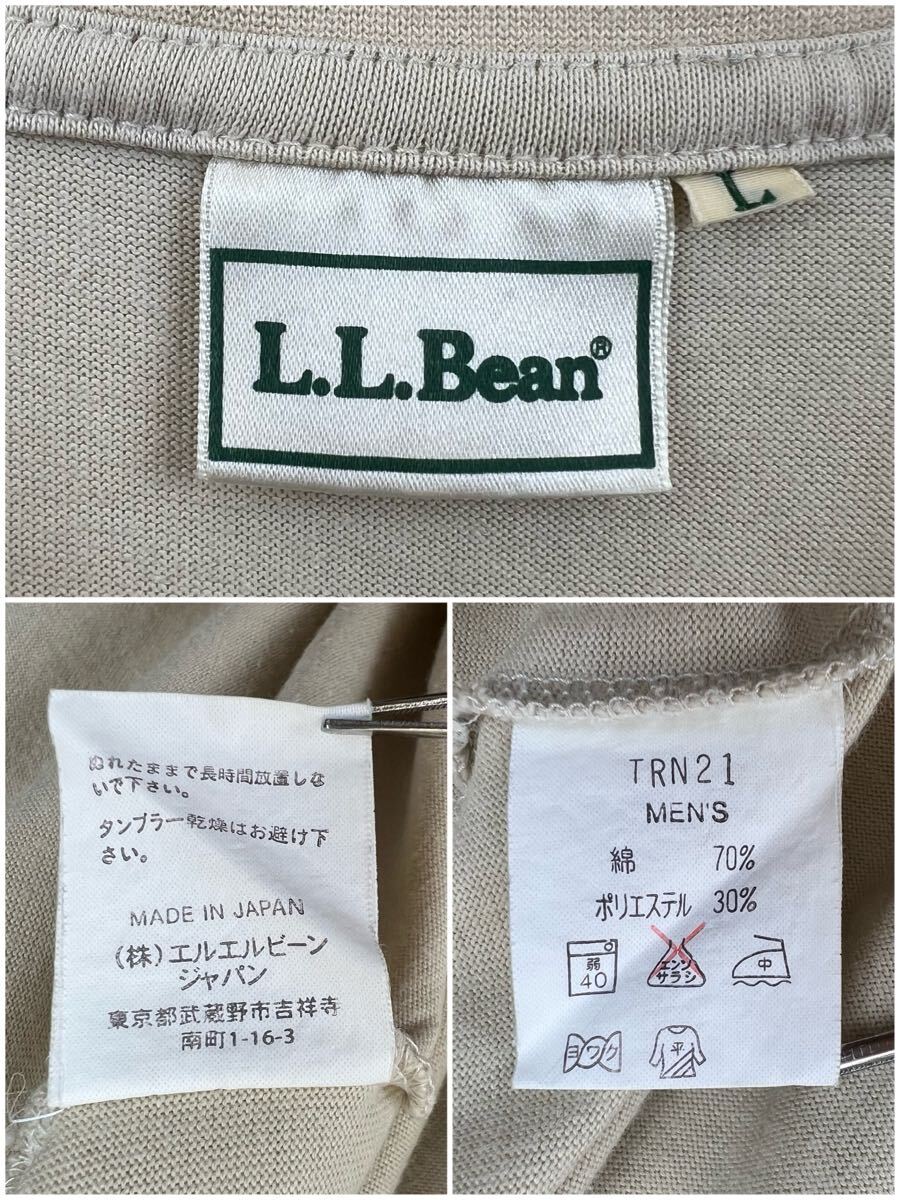 L.L.Bean®
L
ぬれたままで長時間放置しな
いで下さい。
タンブラー乾燥はお避け下
さい。
MADE IN JAPAN
(株)エルエルビーン
ジャパン
東京都武蔵野市吉祥寺
南町1-16-3
TRN21
MEN'S
綿 70%
ポリエステル 30%
弱
40
エンソ
サラシ
中
ヨワク
平